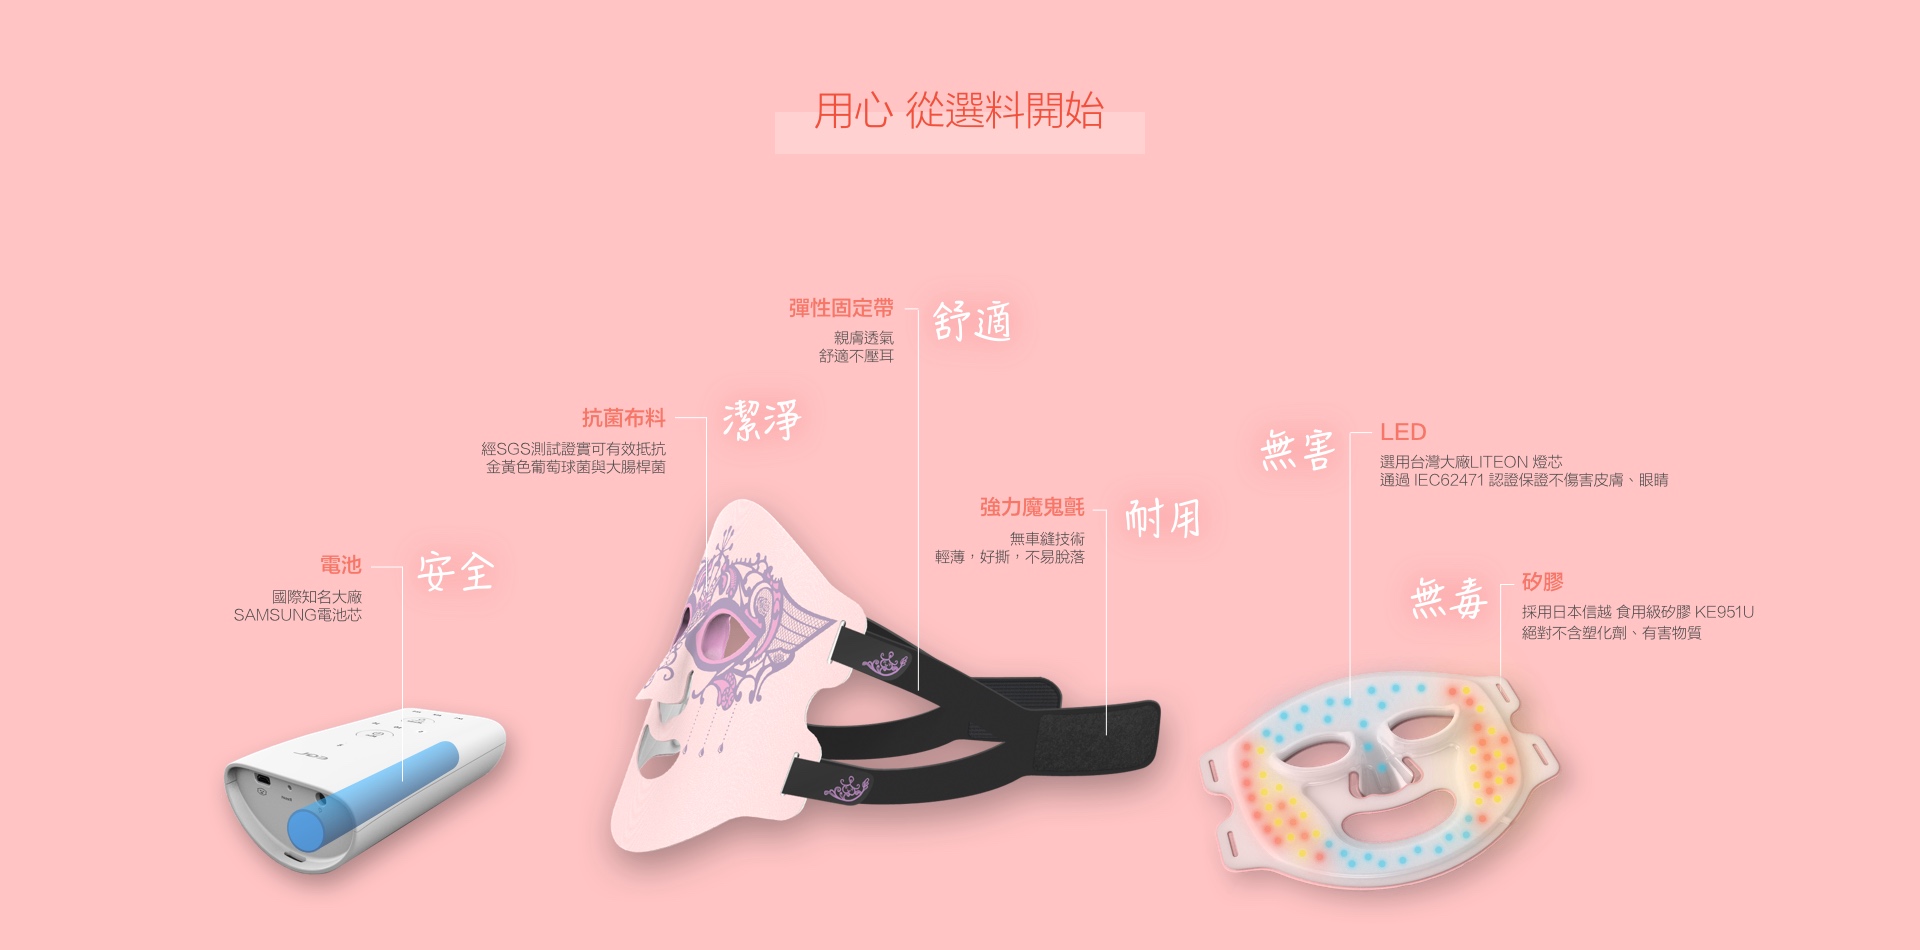 用心 從選料開始
彈性固定帶
舒適
親膚透氣
舒適不壓耳
抗菌布料
潔淨
經SGS測試證實可有效抵抗
金黃色葡萄球菌與大腸桿菌
無害
LED
選用台灣大廠LITEON 燈芯
通過 IEC62471 認證保證不傷害皮膚、眼睛
強力魔鬼氈
耐用
無車縫技術
輕薄，好撕，不易脫落
電池
安全
國際知名大廠
SAMSUNG電池芯
無毒
矽膠
採用日本信越 食用級矽膠 KE951U
絕對不含塑化劑、有害物質